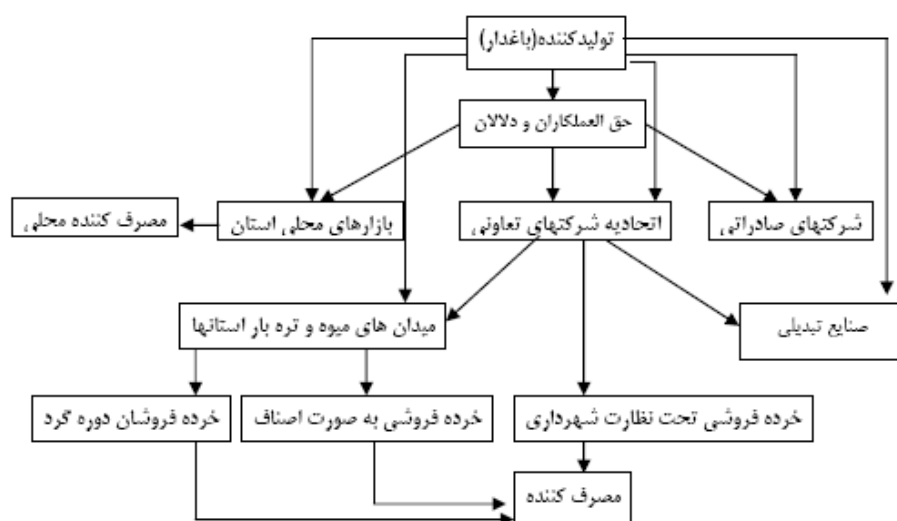 تولیدکننده(باغدار)
حق العملکاران و دلالان
شرکتهای صادراتی
اتحادیه شرکتهای تعاونی
بازارهای محلی استان
مصرف کننده محلی
صنایع تبدیلی
میدان های میوه و تره بار استانها
خرده فروشی تحت نظارت شهرداری
خرده فروشی به صورت اصناف
خرده فروشان دوره گرد
مصرف کننده